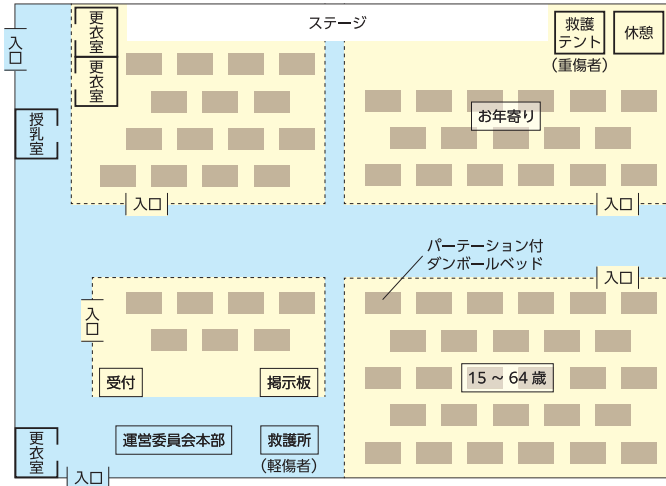 ステージ
更衣室
更衣室
入口
授乳室
救護
テント
(重傷者)
休憩
お年寄り
入口
入口
パーテーション付
ダンボールベッド
入口
入口
受付
掲示板
15～64歳
運営委員会本部
救護所
(軽傷者)
更衣室
入口